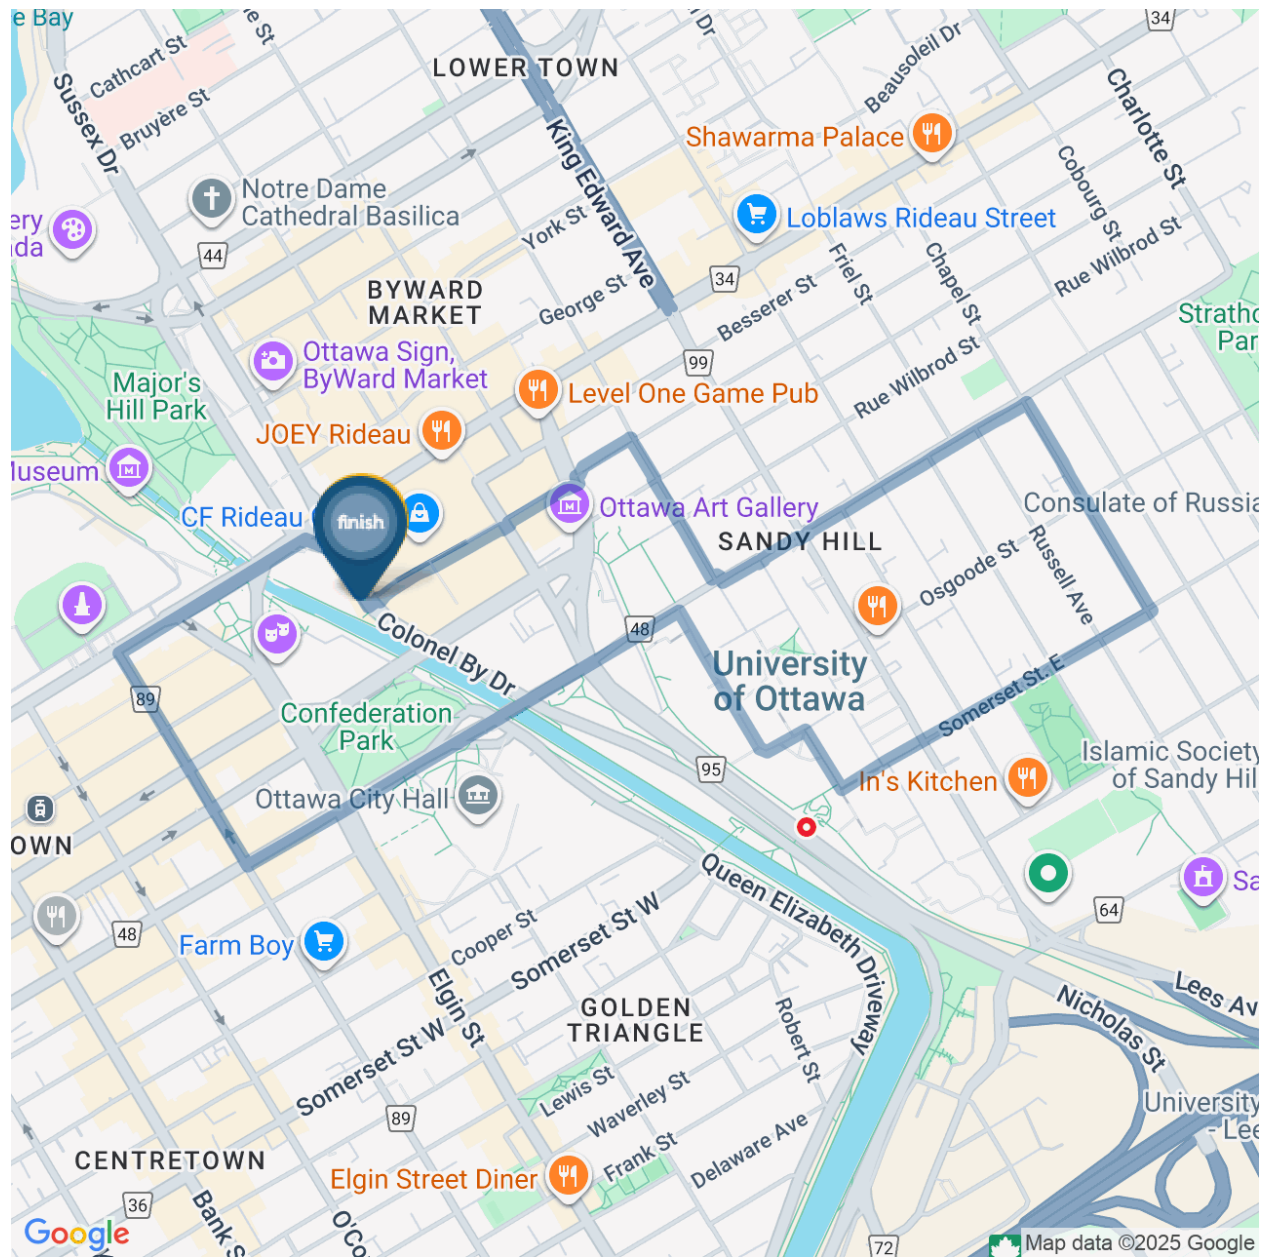 e Bay
34
Cathcart St
e St
Dr
Beausoleil Dr
LOWER TOWN
Sussex Dr
Bruyère St
Charlotte St
King Edward Ave
Shawarma Palace
Notre Dame
Cathedral Basilica
Cobourg St
Loblaws Rideau Street
ery
da
York St
44
Friel St
Chapel St
Rue Wilbrod St
BYWARD
MARKET
George St
34
Besserer St
Strathc
Par
Ottawa Sign,
ByWard Market
99
Rue Wilbrod St
Major's
Hill Park
Level One Game Pub
JOEY Rideau
Museum
CF Rideau
finish
Ottawa Art Gallery
Consulate of Russia
SANDY HILL
Osgoode St
Russell Ave
Colonel By Dr
48
University
of Ottawa
89
Confederation
Park
Somerset St. E
95
Islamic Society
of Sandy Hil
Ottawa City Hall
In's Kitchen
OWN
Queen Elizabeth Driveway
Sa
64
48
Farm Boy
Cooper St
Somerset St W
Elgin St
GOLDEN
TRIANGLE
Robert St
Nicholas St
Lees Av
Somerset St W
Lewis St
Waverley St
89
University
- Lee
CENTRETOWN
Frank St
Delaware Ave
Elgin Street Diner
36
Bank S
O'Co
Google
72
Map data ©2025 Google